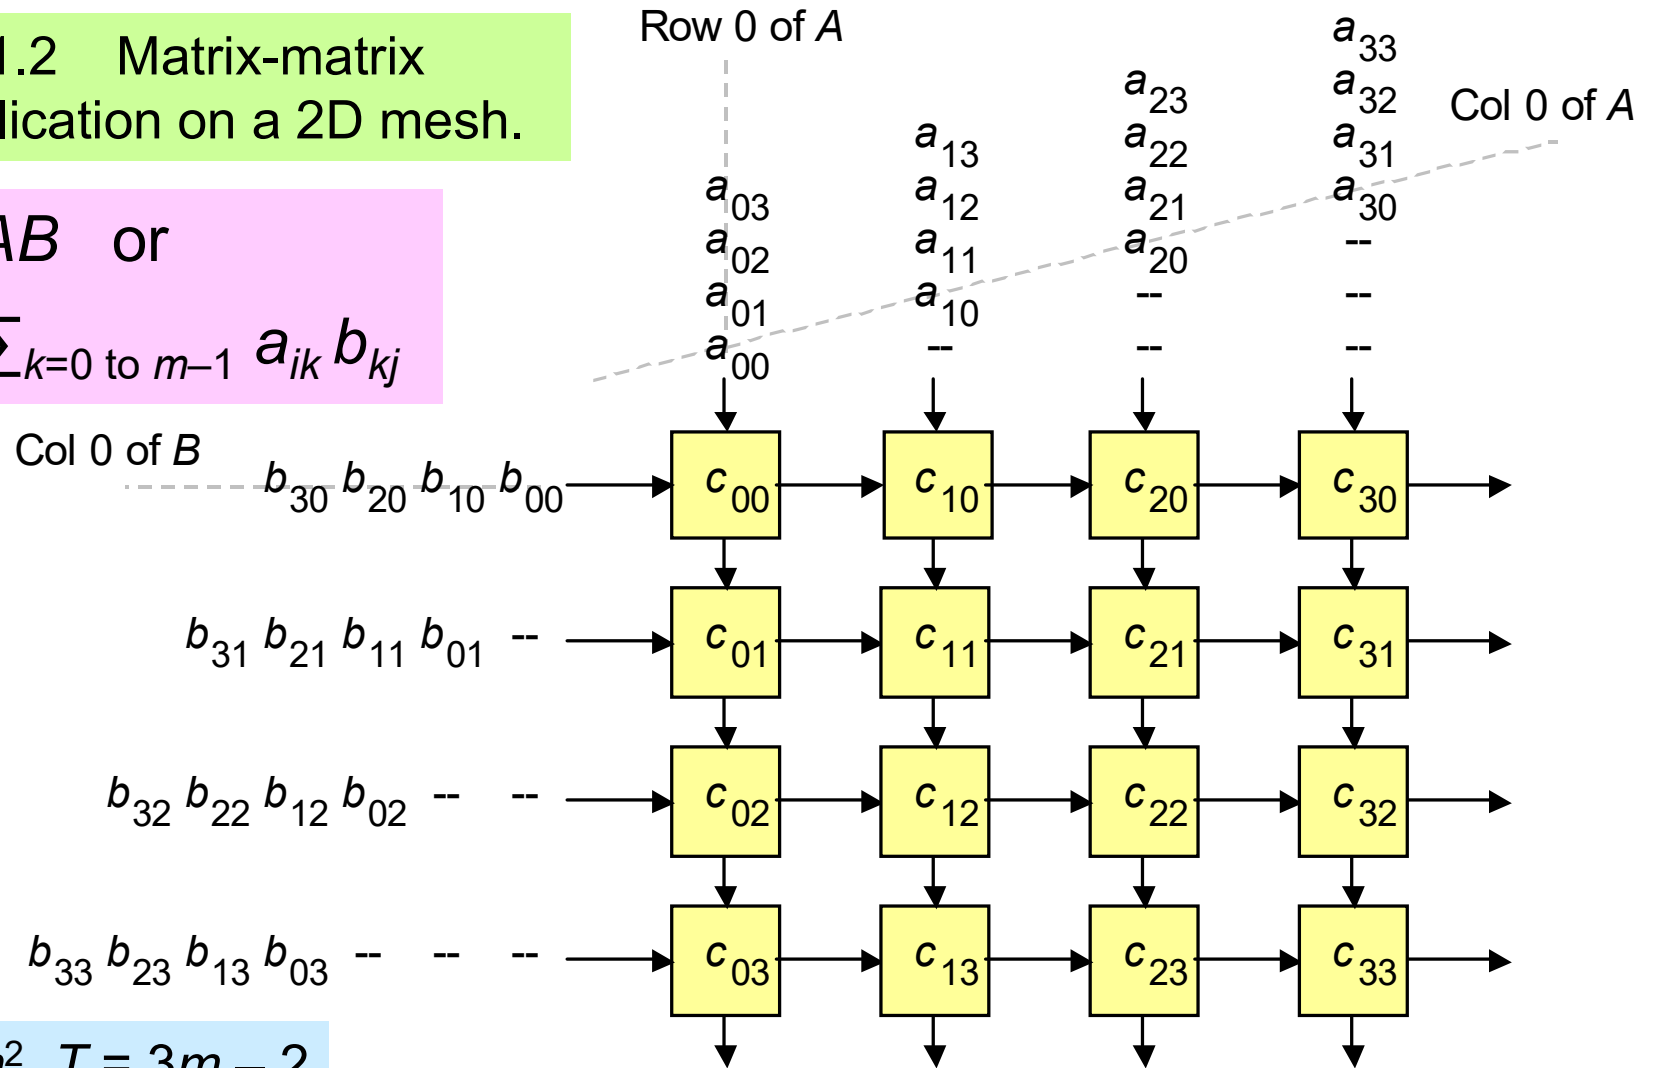 1.2 Matrix-matrix
lication on a 2D mesh.
AB or
∑k=0 to m–1 aik bkj
Row 0 of A
Col 0 of A
a33
a23 a32
a13 a22 a31
a03 a12 a21 a30
a02 a11 a20 --
a01 a10 -- --
a00 -- -- --
Col 0 of B
b30 b20 b10 b00 c00 c10 c20 c30
b31 b21 b11 b01 -- c01 c11 c21 c31
b32 b22 b12 b02 -- -- c02 c12 c22 c32
b33 b23 b13 b03 -- -- -- c03 c13 c23 c33
2 T = 3m – 2